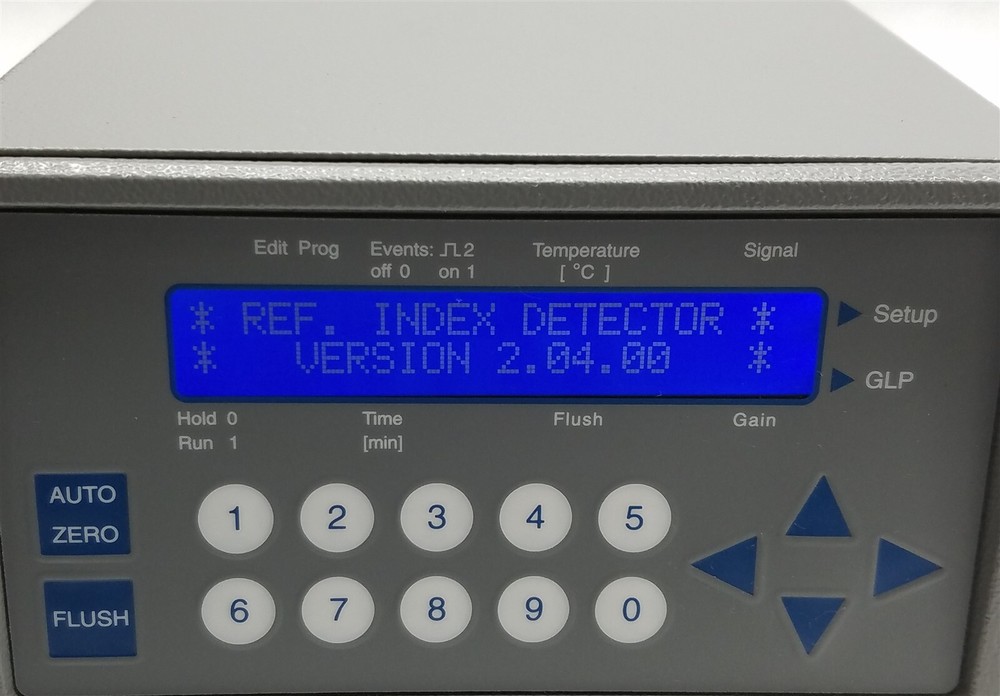 Edit Prog Events: ⎍ 2 Temperature Signal
off 0 on 1 [ °C ]
* REF. INDEX DETECTOR * Setup
* VERSION 2.04.00 * GLP
Hold 0 Time Flush Gain
Run 1 [min]
AUTO
ZERO
1 2 3 4 5
FLUSH
6 7 8 9 0